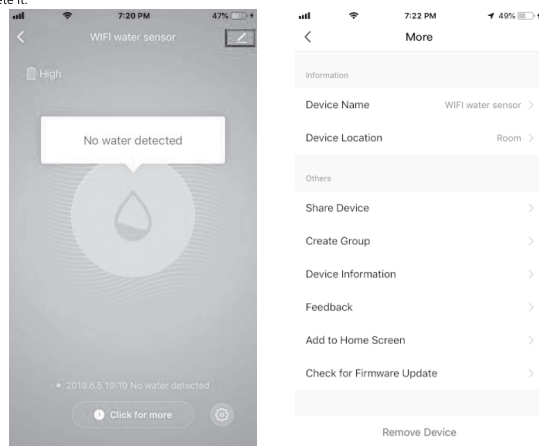 7:20 PM 47%
WIFI water sensor
High
No water detected
2019.6.5 19:19 No water detected
Click for more
7:22 PM 49%
More
Information
Device Name WIFI water sensor
Device Location Room
Others
Share Device
Create Group
Device Information
Feedback
Add to Home Screen
Check for Firmware Update
Remove Device